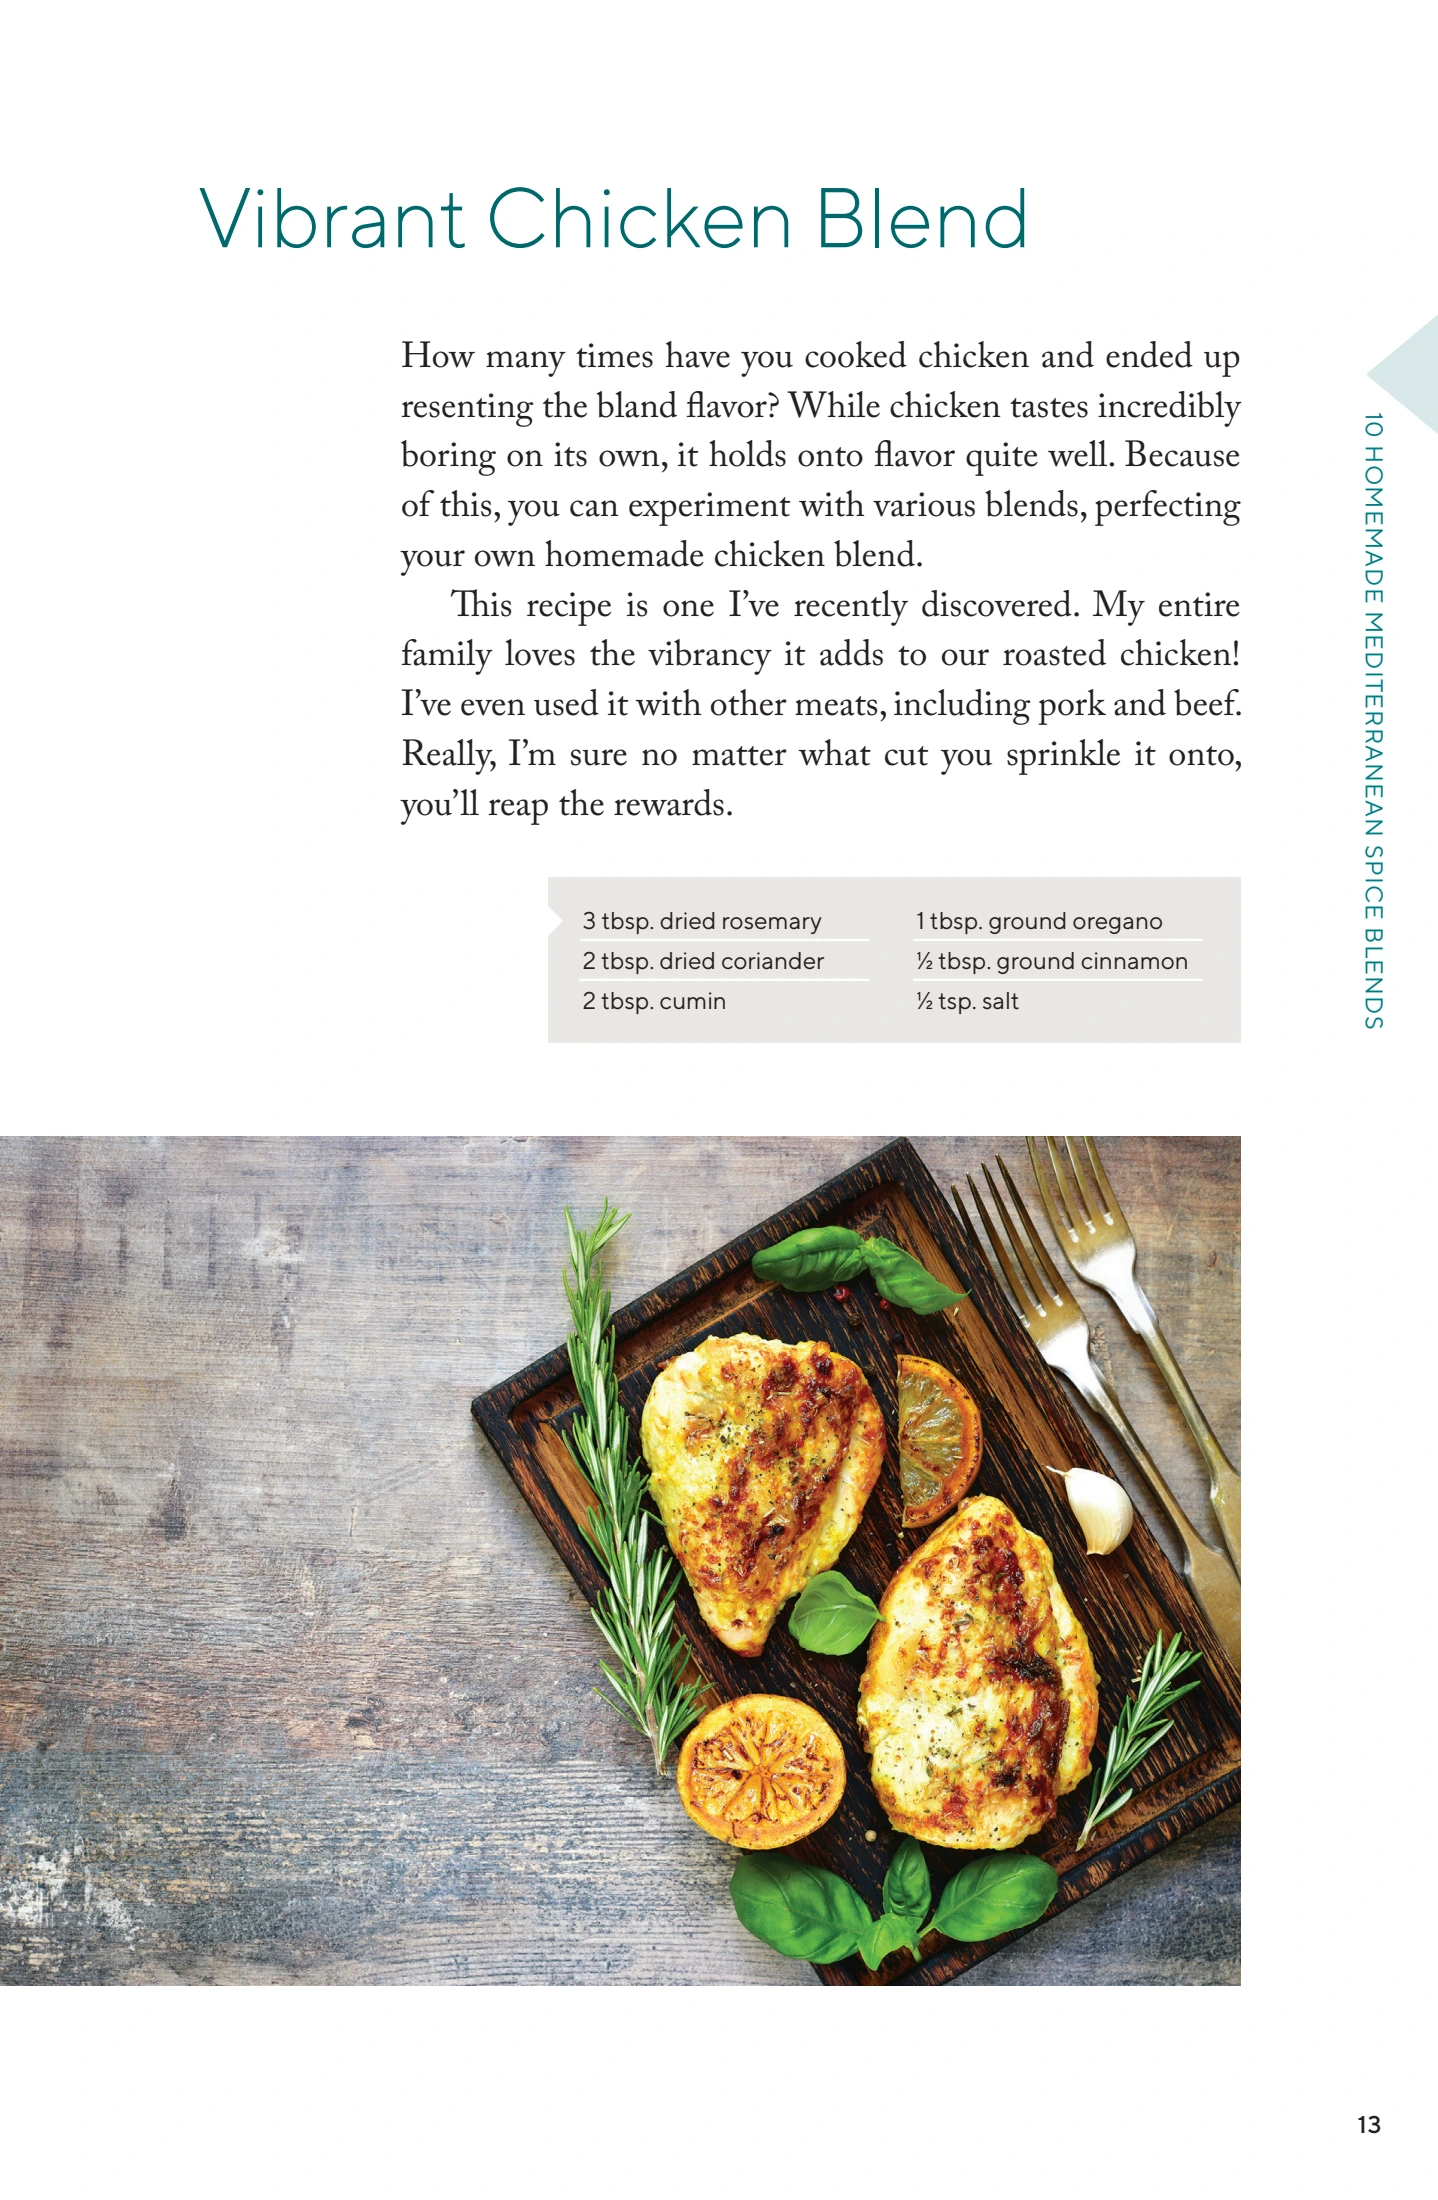 Vibrant Chicken Blend
How many times have you cooked chicken and ended up
resenting the bland flavor? While chicken tastes incredibly
boring on its own, it holds onto flavor quite well. Because
of this, you can experiment with various blends, perfecting
your own homemade chicken blend.
This recipe is one I’ve recently discovered. My entire
family loves the vibrancy it adds to our roasted chicken!
I’ve even used it with other meats, including pork and beef.
Really, I’m sure no matter what cut you sprinkle it onto,
you’ll reap the rewards.
3 tbsp. dried rosemary
2 tbsp. dried coriander
2 tbsp. cumin
1 tbsp. ground oregano
½ tbsp. ground cinnamon
½ tsp. salt
10 HOMEMADE MEDITERRANEAN SPICE BLENDS
13